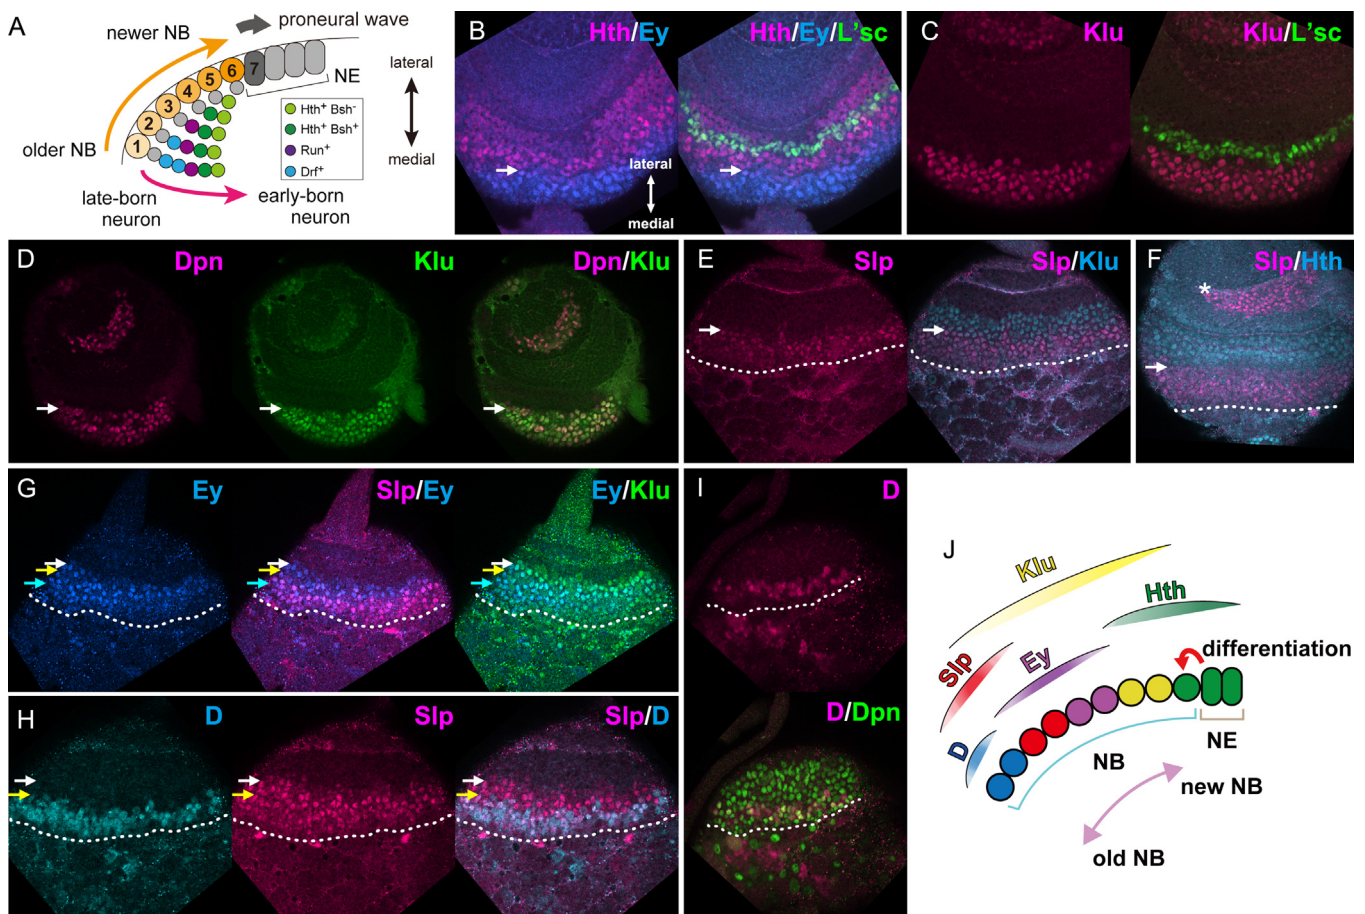 A
newer NB
proneural wave
7
6
5
4
3
2
1
NE
lateral
medial
older NB
Hth+ Bsh-
Hth+ Bsh+
Run+
Drf+
late-born
neuron
early-born
neuron
B
Hth/Ey
Hth/Ey/L'sc
lateral
medial
C
Klu
Klu/L'sc
D
Dpn
Klu
Dpn/Klu
E
Slp
Slp/Klu
F
Slp/Hth
*
G
Ey
Slp/Ey
Ey/Klu
H
D
Slp
Slp/D
I
D
D/Dpn
J
Klu
Hth
differentiation
Slp
Ey
D
NB
NE
new NB
old NB